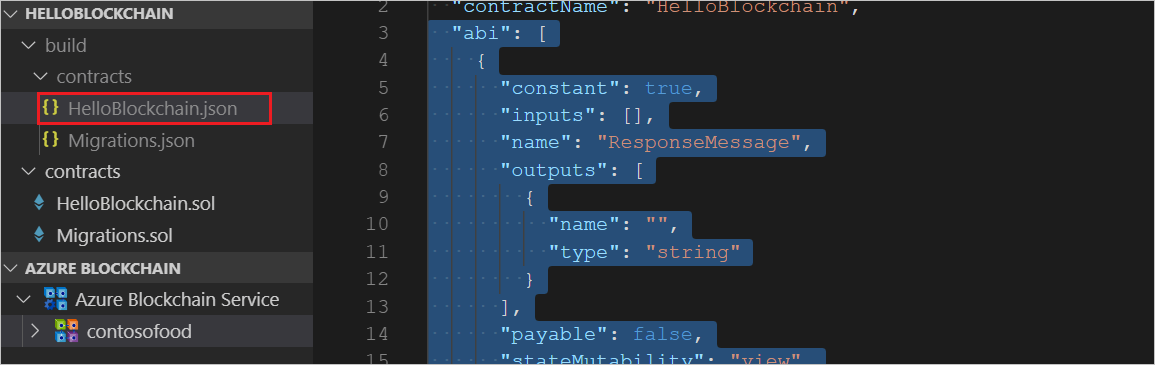 HELLOBLOCKCHAIN
build
contracts
{} HelloBlockchain.json
{} Migrations.json
contracts
HelloBlockchain.sol
Migrations.sol
AZURE BLOCKCHAIN
Azure Blockchain Service
contosofood
2 "contractName": "HelloBlockchain",
3 "abi": [
4 {
5 "constant": true,
6 "inputs": [],
7 "name": "ResponseMessage",
8 "outputs": [
9 {
10 "name": "",
11 "type": "string"
12 }
13 ],
14 "payable": false,
15 "stateMutability": "view"